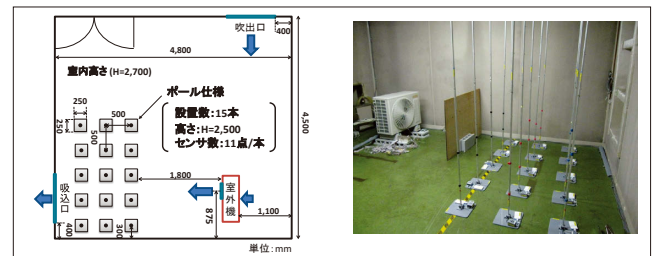 吹出口
400
4,800
室内高さ(H=2,700)
ポール仕様
250
500
設置数:15本
高さ:H=2,500
センサ数:11点/本
250
500
4,500
1,800
吸込口
室外機
875
1,100
400
300
単位:mm